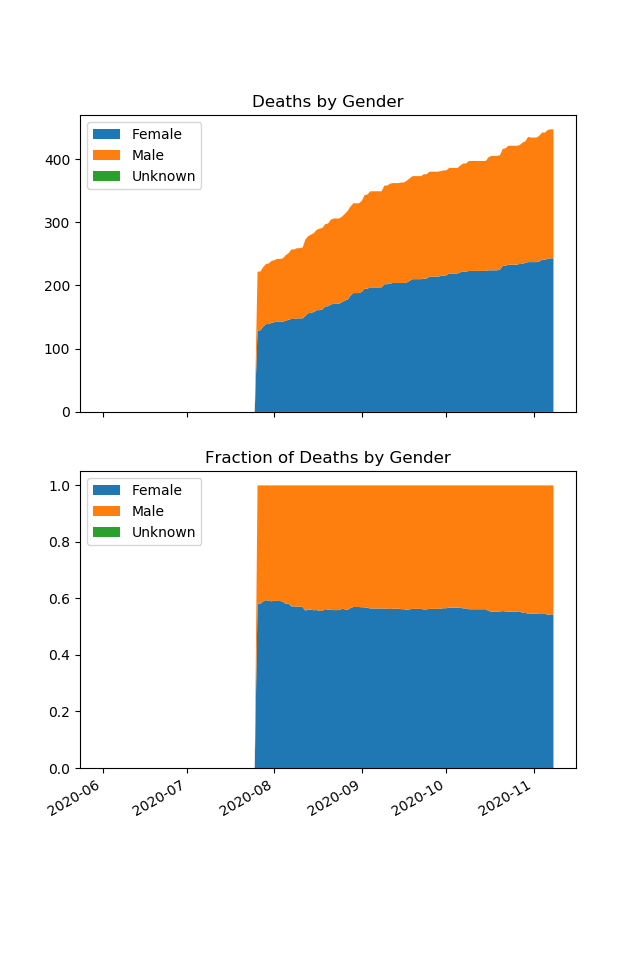 Deaths by Gender
Female
Male
Unknown
400
300
200
100
0
Fraction of Deaths by Gender
Female
Male
Unknown
1.0
0.8
0.6
0.4
0.2
0.0
2020-06
2020-07
2020-08
2020-09
2020-10
2020-11